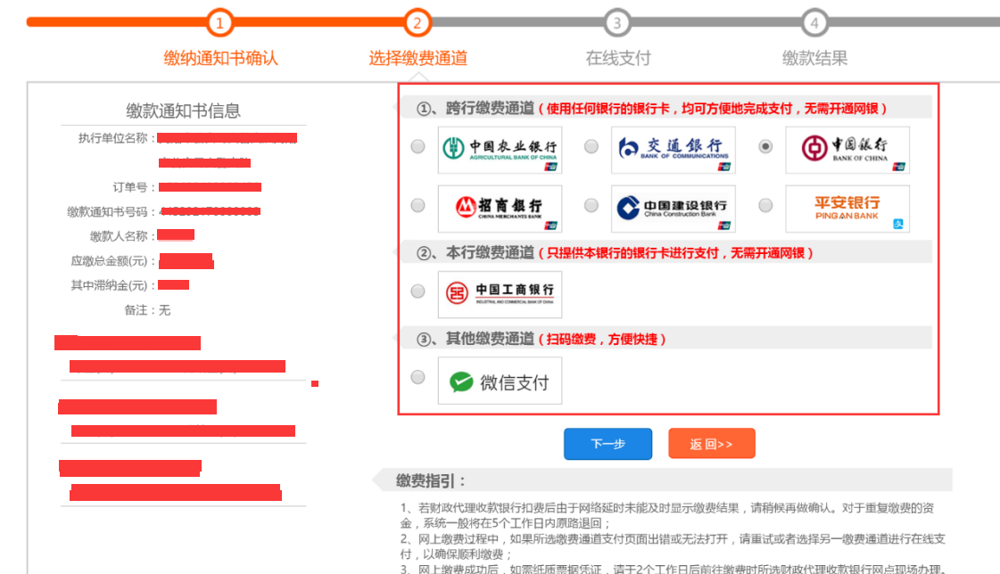 1
2
3
4
缴纳通知书确认
选择缴费通道
在线支付
缴款结果
缴款通知书信息
执行单位名称：
订单号：
缴款通知书号码：
缴款人名称：
应缴总金额(元)：
其中滞纳金(元)：
备注：无
①、跨行缴费通道（使用任何银行的银行卡，均可方便地完成支付，无需开通网银）
中国农业银行
AGRICULTURAL BANK OF CHINA
交通银行
BANK OF COMMUNICATIONS
中国银行
BANK OF CHINA
招商银行
CHINA MERCHANTS BANK
中国建设银行
China Construction Bank
平安银行
PING AN BANK
支
②、本行缴费通道（只提供本银行的银行卡进行支付，无需开通网银）
中国工商银行
INDUSTRIAL AND COMMERCIAL BANK OF CHINA
③、其他缴费通道（扫码缴费，方便快捷）
微信支付
下一步
返回>>
缴费指引：
1、若财政代理收款银行扣费后由于网络延时未能及时显示缴费结果，请稍候再做确认。对于重复缴费的资
金，系统一般将在5个工作日内原路退回；
2、网上缴费过程中，如果所选缴费通道支付页面出错或无法打开，请重试或者选择另一缴费通道进行在线支
付，以确保顺利缴费；
3、网上缴费成功后，如需纸质票据凭证，请于2个工作日后前往缴费时所选财政代理收款银行网点现场办理。